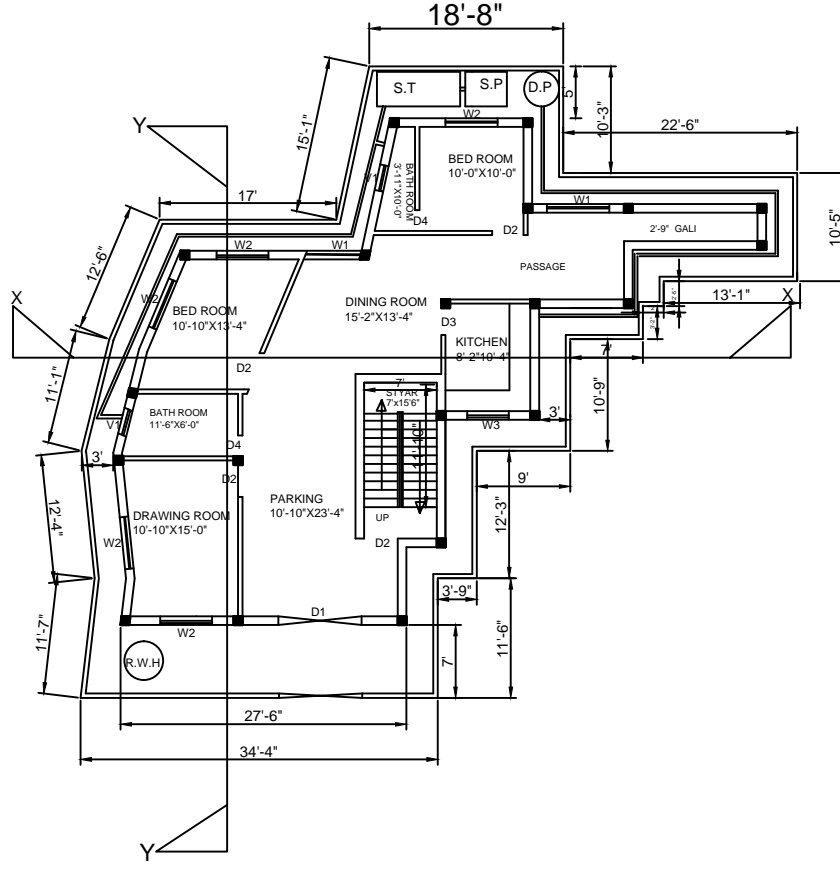 18'-8"
S.T
S.P
D.P
5'
10'-3"
22'-6"
15'-1"
Y
W2
BED ROOM
10'-0"X10'-0"
BATH ROOM
3'-11"X10'-0"
V1
D4
D2
W1
2'-9" GALI
10'-5"
17'
12'-6"
W2
W1
PASSAGE
W2
BED ROOM
10'-10"X13'-4"
DINING ROOM
15'-2"X13'-4"
13'-1"
X
X
D3
KITCHEN
8'-2"10'-4"
7'
11'-1"
D2
7'
STYAR
7'x15'6"
10'-9"
BATH ROOM
11'-6"X6'-0"
V1
11'-10"
W3
3'
D4
3'
D2
9'
12'-4"
DRAWING ROOM
10'-10"X15'-0"
PARKING
10'-10"X23'-4"
UP
12'-3"
W2
D2
3'-9"
11'-7"
W2
D1
11'-6"
7'
R.W.H
27'-6"
34'-4"
Y